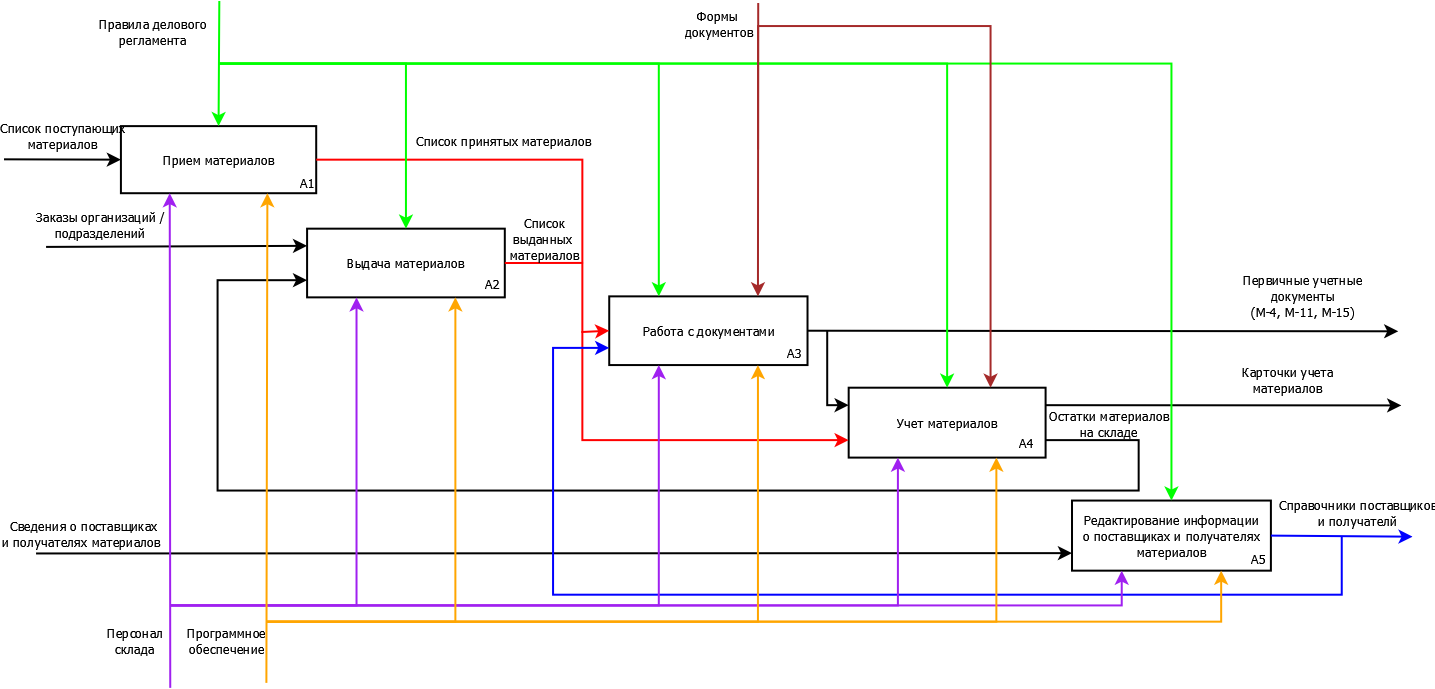 Правила делового
регламента
Формы
документов
Список поступающих
материалов
Прием материалов
A1
Список принятых материалов
Заказы организаций /
подразделений
Список
выданных
материалов
Выдача материалов
A2
Работа с документами
A3
Первичные учетные
документы
(М-4, М-11, М-15)
Карточки учета
материалов
Учет материалов
A4
Остатки материалов
на складе
Сведения о поставщиках
и получателях материалов
Редактирование информации
о поставщиках и получателях
материалов
A5
Справочники поставщиков
и получателй
Персонал
склада
Программное
обеспечение